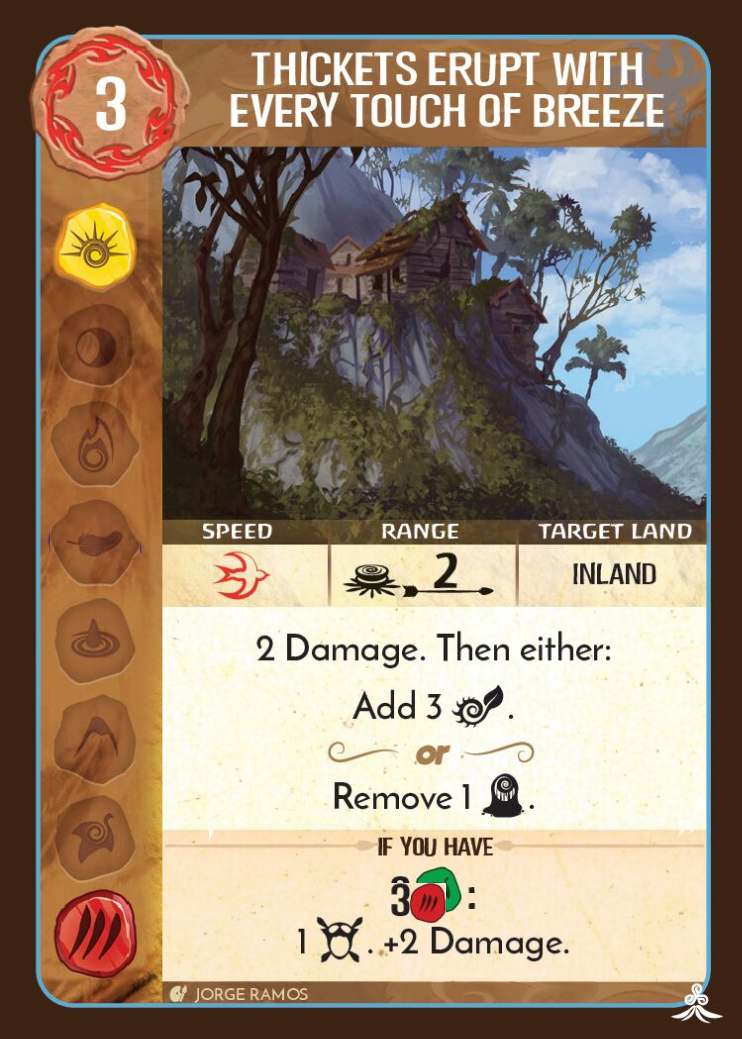 3
THICKETS ERUPT WITH
EVERY TOUCH OF BREEZE
SPEED RANGE TARGET LAND
2 INLAND
2 Damage. Then either:
Add 3 .
or
Remove 1 .
IF YOU HAVE
3 :
1 . +2 Damage.
JORGE RAMOS